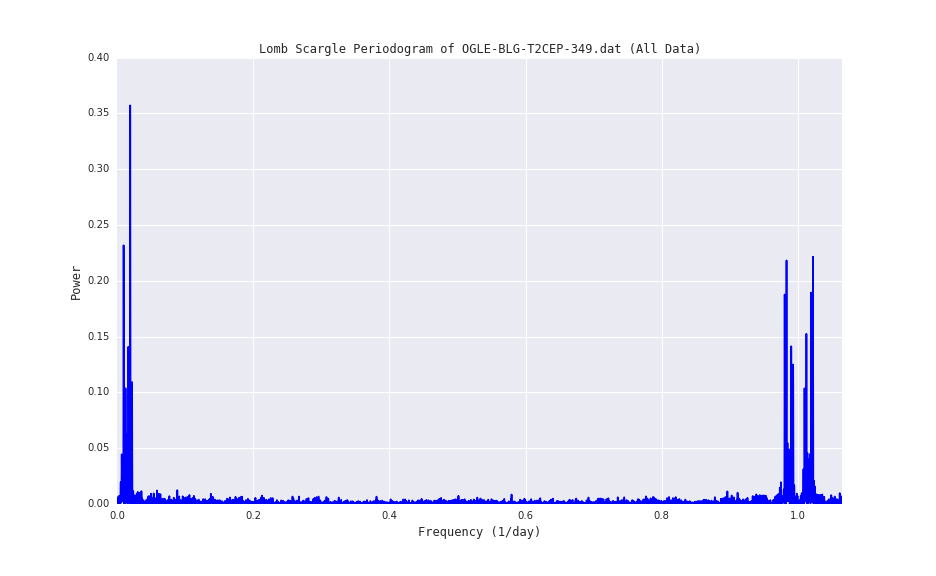 Lomb Scargle Periodogram of OGLE-BLG-T2CEP-349.dat (All Data)
0.40
0.35
0.30
0.25
0.20
0.15
0.10
0.05
0.00
Power
0.0 0.2 0.4 0.6 0.8 1.0
Frequency (1/day)